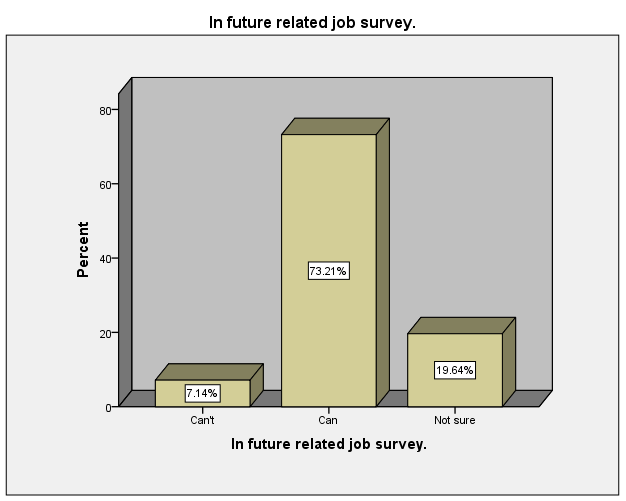 In future related job survey.
80
60
40
20
0
Percent
7.14%
73.21%
19.64%
Can't
Can
Not sure
In future related job survey.